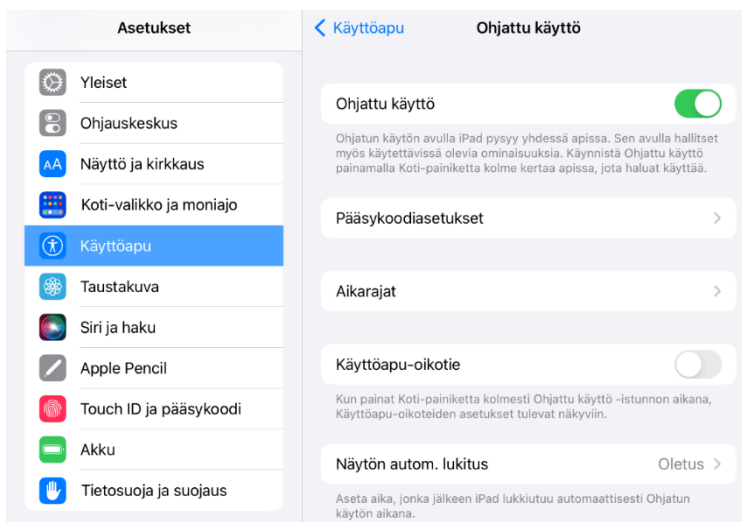 Asetukset
Yleiset
Ohjauskeskus
AA Näyttö ja kirkkaus
Koti-valikko ja moniajo
Käyttöapu
Taustakuva
Siri ja haku
Apple Pencil
Touch ID ja pääsykoodi
Akku
Tietosuoja ja suojaus
Käyttöapu Ohjattu käyttö
Ohjattu käyttö
Ohjatun käytön avulla iPad pysyy yhdessä apissa. Sen avulla hallitset
myös käytettävissä olevia ominaisuuksia. Käynnistä Ohjattu käyttö
painamalla Koti-painiketta kolme kertaa apissa, jota haluat käyttää.
Pääsykoodiasetukset
Aikarajat
Käyttöapu-oikotie
Kun painat Koti-painiketta kolmesti Ohjattu käyttö -istunnon aikana,
Käyttöapu-oikoteiden asetukset tulevat näkyviin.
Näytön autom. lukitus Oletus
Aseta aika, jonka jälkeen iPad lukkiutuu automaattisesti Ohjatun
käytön aikana.